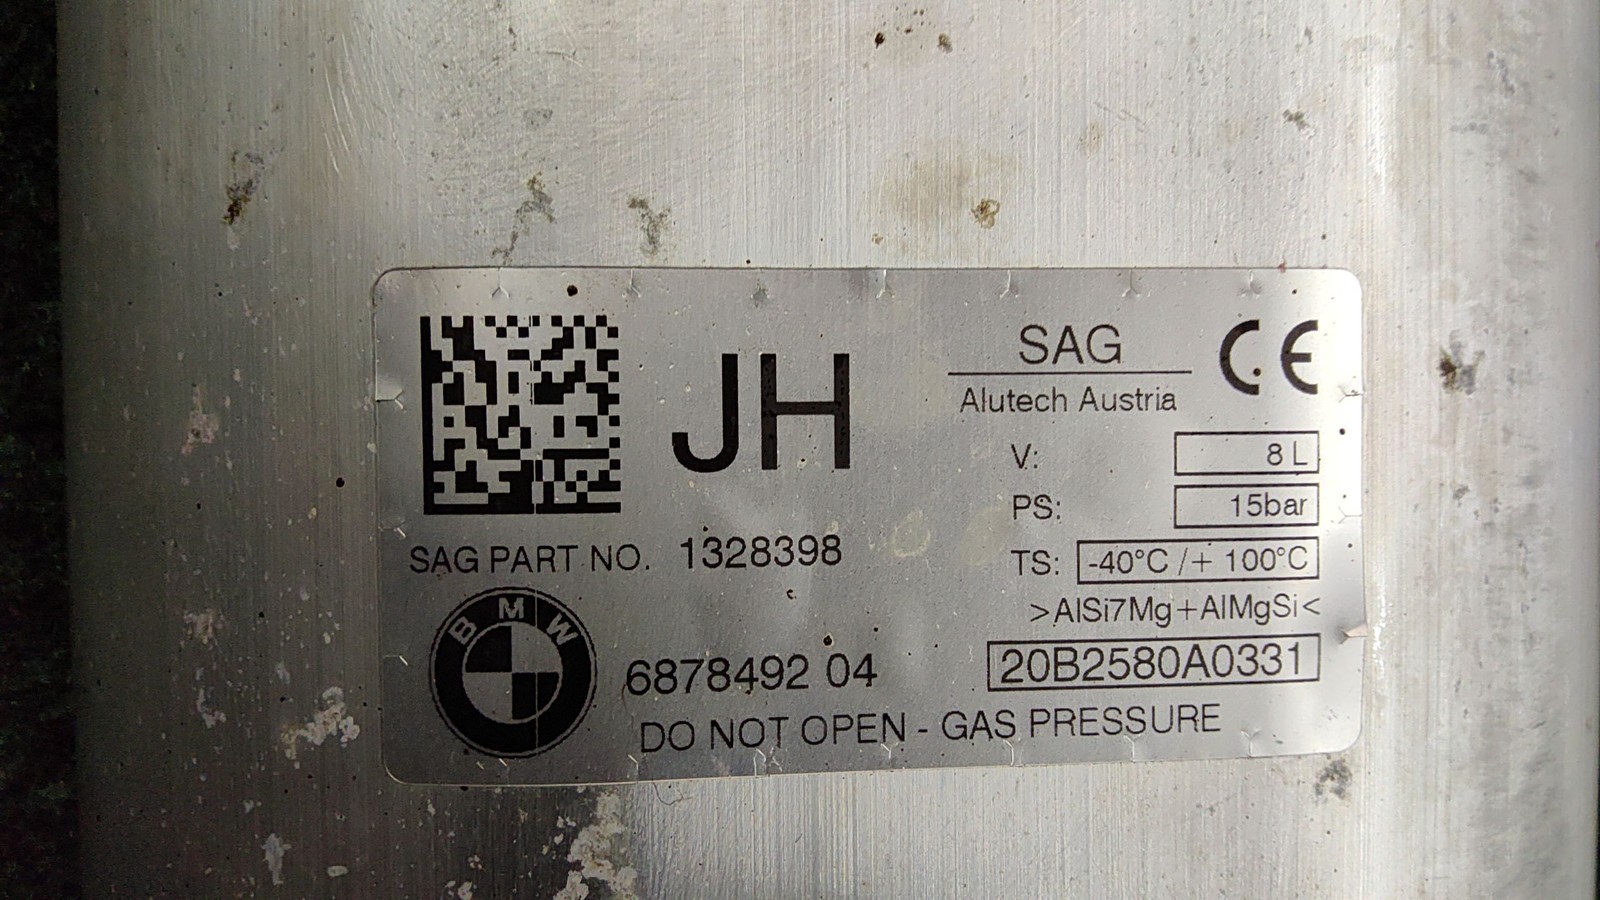 JH
SAG
Alutech Austria
CE
V: 8 L
PS: 15bar
TS: -40°C /+ 100°C
>AlSi7Mg+AlMgSi<
20B2580A0331
SAG PART NO. 1328398
BMW
6878492 04
DO NOT OPEN - GAS PRESSURE